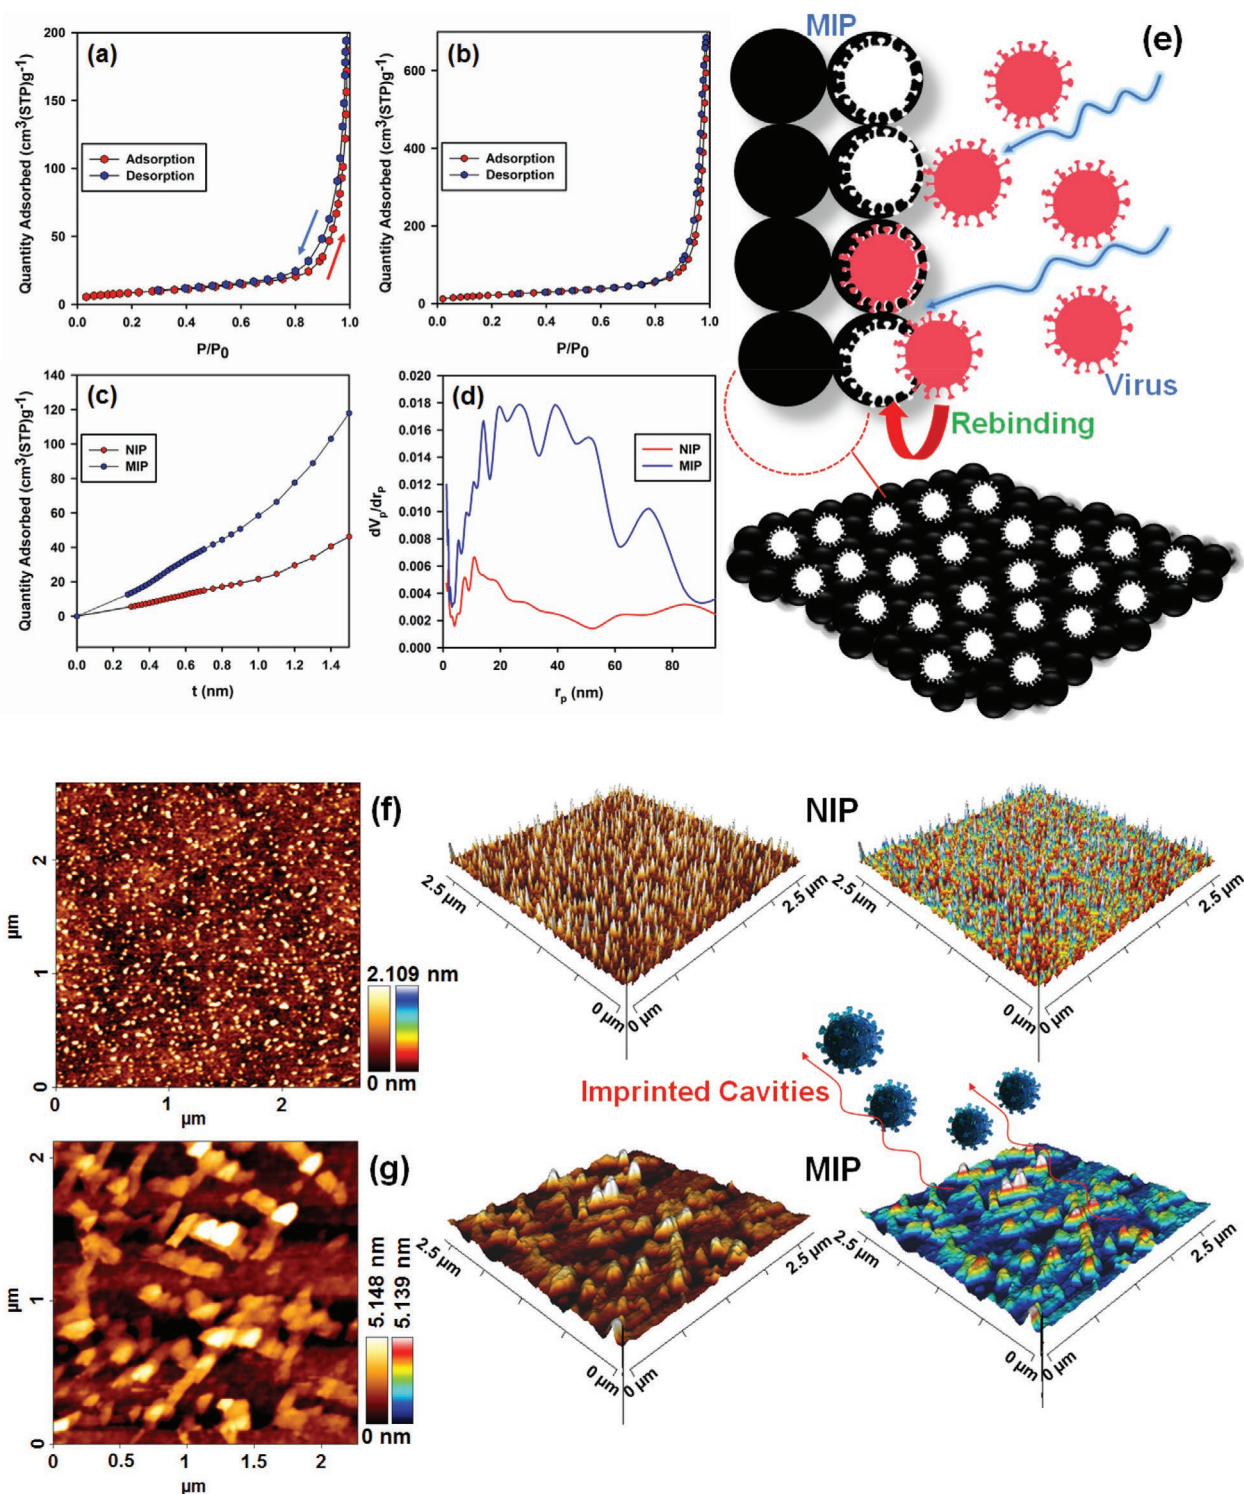 (a)
Quantity Adsorbed (cm³(STP)g⁻¹)
200
150
100
50
0
Adsorption
Desorption
0.0 0.2 0.4 0.6 0.8 1.0
P/P₀
(b)
Quantity Adsorbed (cm³(STP)g⁻¹)
600
400
200
0
Adsorption
Desorption
0.0 0.2 0.4 0.6 0.8 1.0
P/P₀
MIP
(e)
Virus
Rebinding
(c)
Quantity Adsorbed (cm³(STP)g⁻¹)
140
120
100
80
60
40
20
0
NIP
MIP
0.0 0.2 0.4 0.6 0.8 1.0 1.2 1.4
t (nm)
(d)
dVₚ/drₚ
0.020
0.018
0.016
0.014
0.012
0.010
0.008
0.006
0.004
0.002
0.000
NIP
MIP
0 20 40 60 80
rₚ (nm)
(f)
µm
2
1
0
0 1 2
µm
2.109 nm
0 nm
2.5 µm
2.5 µm
0 µm
0 µm
NIP
2.5 µm
2.5 µm
0 µm
0 µm
Imprinted Cavities
(g)
µm
2
1
0
0 0.5 1 1.5 2
µm
5.148 nm
5.139 nm
0 nm
2.5 µm
2.5 µm
0 µm
0 µm
MIP
2.5 µm
2.5 µm
0 µm
0 µm